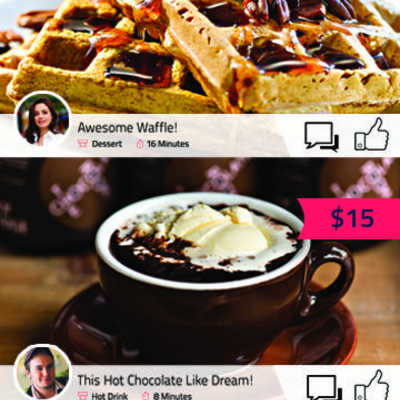 Awesome Waffle!
Dessert 16 Minutes
$15
This Hot Chocolate Like Dream!
Hot Drink 8 Minutes